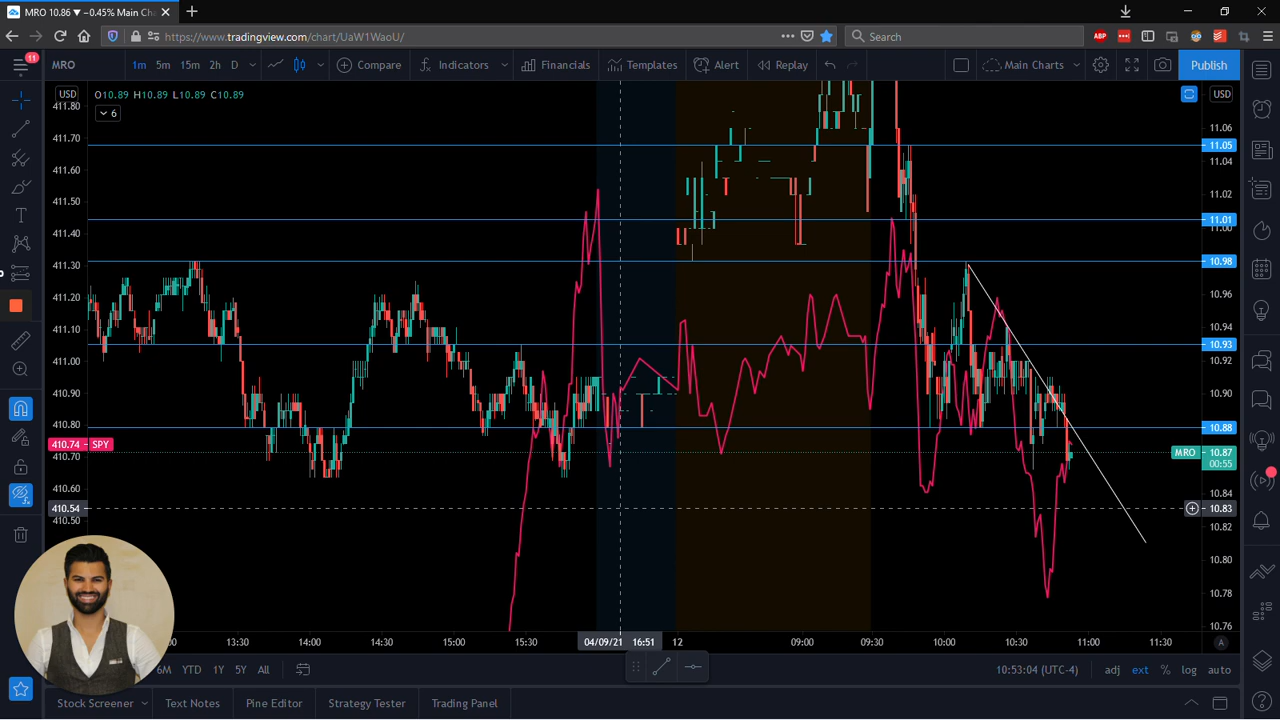 MRO 10.86 ▼ −0.45% Main Cha
https://www.tradingview.com/chart/UaW1WaoU/
Search
ABP
11
MRO
1m 5m 15m 2h D
Compare
Indicators
Financials
Templates
Alert
Replay
Main Charts
Publish
USD
O10.89 H10.89 L10.89 C10.89
USD
6
411.80
411.70
411.60
411.50
411.40
411.30
411.20
411.10
411.00
410.90
410.80
410.74 SPY
410.70
410.60
410.54
410.50
11.06
11.05
11.04
11.02
11.01
11.00
10.98
10.96
10.94
10.93
10.92
10.90
10.88
MRO 10.87
00:55
10.84
10.83
10.82
10.80
10.78
10.76
13:30 14:00 14:30 15:00 15:30 04/09/21 16:51 12 09:00 09:30 10:00 10:30 11:00 11:30 A
6M YTD 1Y 5Y All
10:53:04 (UTC-4) adj ext % log auto
Stock Screener Text Notes Pine Editor Strategy Tester Trading Panel